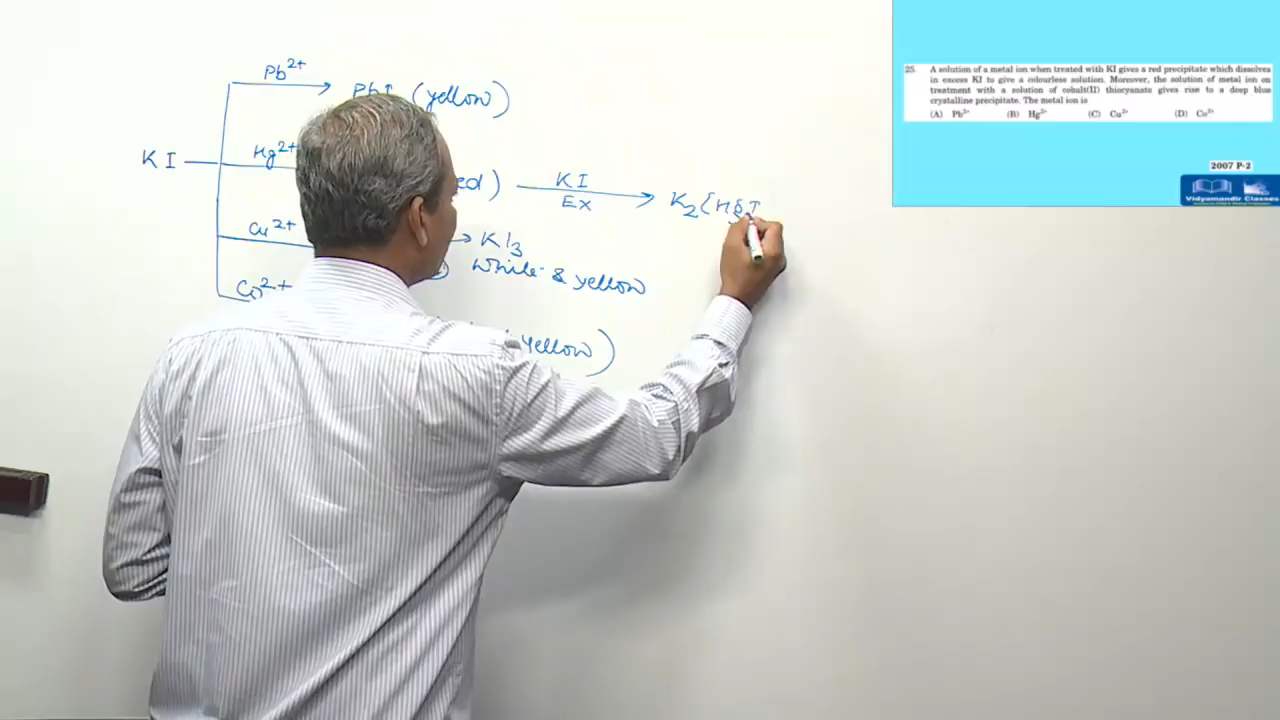 Pb²⁺
(yellow)
KI
Hg²⁺
KI
Ex
K₂[HgI
Cu²⁺
KI₃
White & yellow
(yellow)
25. A solution of a metal ion when treated with KI gives a red precipitate which dissolves
in excess KI to give a colourless solution. Moreover, the solution of metal ion on
treatment with a solution of cobalt(II) thiocyanate gives rise to a deep blue
crystalline precipitate. The metal ion is
(A) Pb²⁺ (B) Hg²⁺ (C) Cu²⁺ (D) Co²⁺
2007 P-2
Vidyamandir Classes